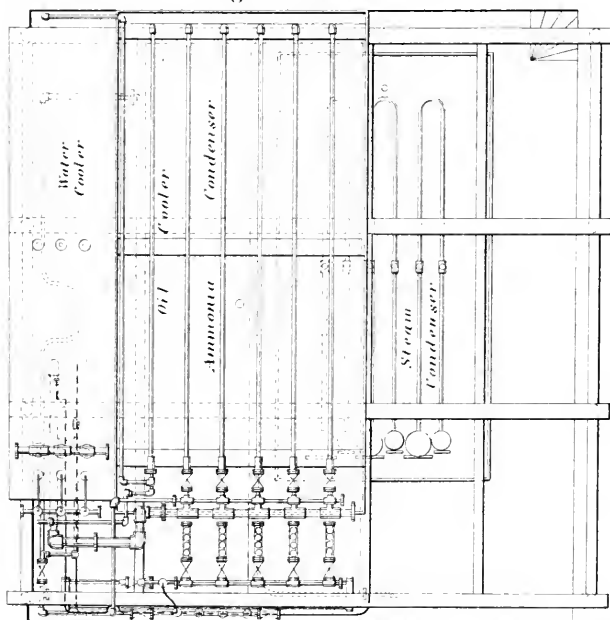 Water
Cooler
Oil Cooler
Ammonia Condenser
Steam
Condenser